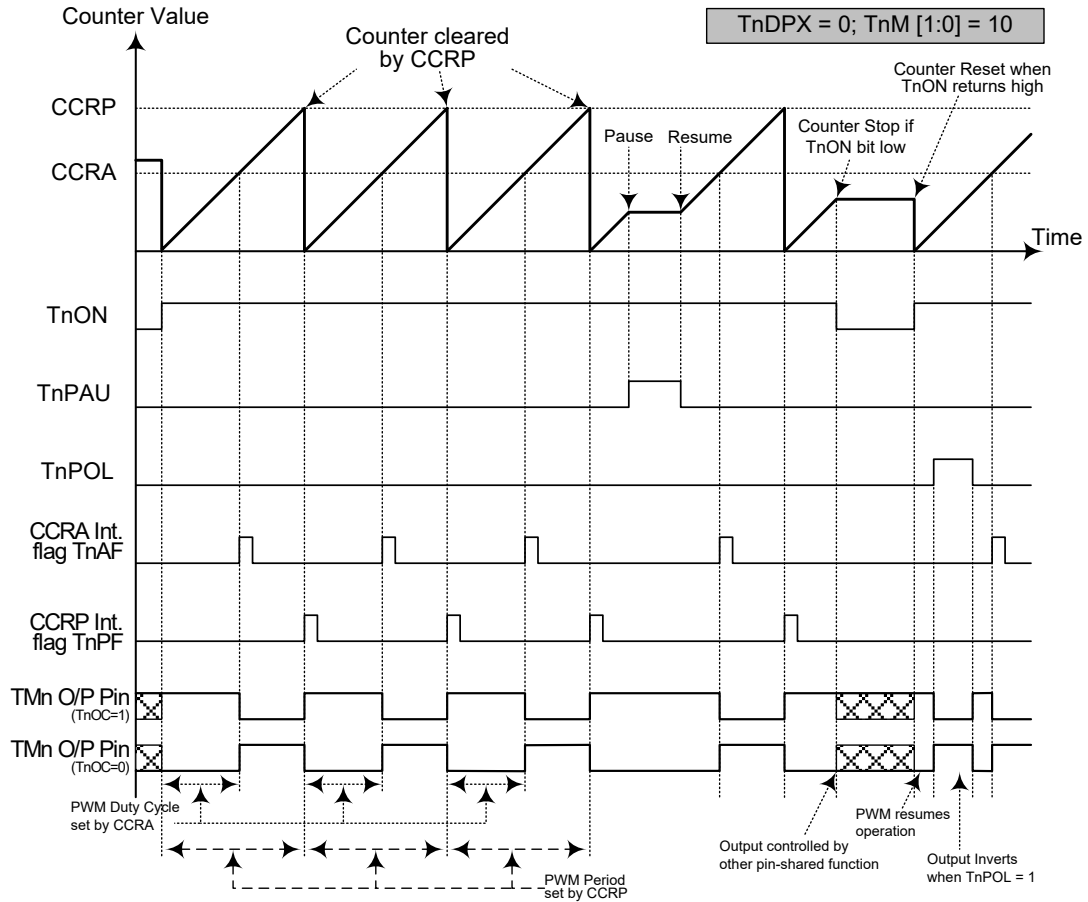 Counter Value
TnDPX = 0; TnM [1:0] = 10
Counter cleared
by CCRP
Counter Reset when
TnON returns high
CCRP
Pause
Resume
Counter Stop if
TnON bit low
CCRA
Time
TnON
TnPAU
TnPOL
CCRA Int.
flag TnAF
CCRP Int.
flag TnPF
TMn O/P Pin
(TnOC=1)
TMn O/P Pin
(TnOC=0)
PWM Duty Cycle
set by CCRA
PWM resumes
operation
Output controlled by
other pin-shared function
Output Inverts
when TnPOL = 1
PWM Period
set by CCRP